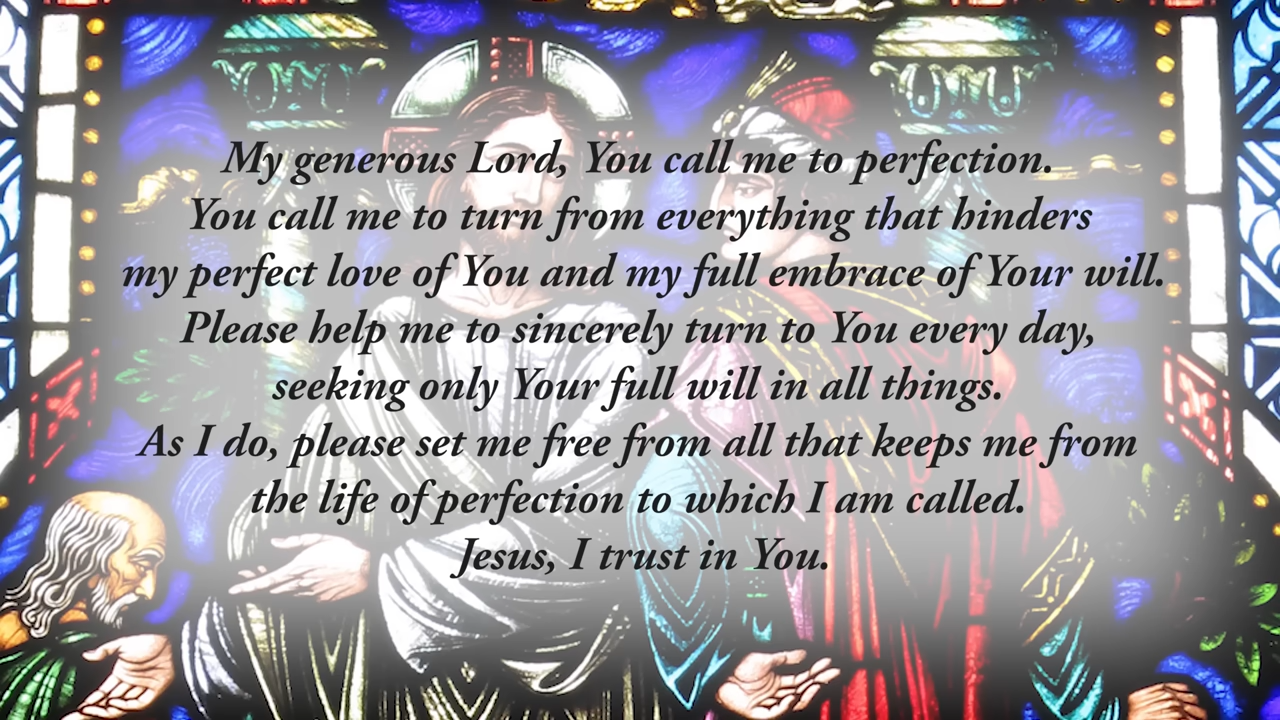 My generous Lord, You call me to perfection.
You call me to turn from everything that hinders
my perfect love of You and my full embrace of Your will.
Please help me to sincerely turn to You every day,
seeking only Your full will in all things.
As I do, please set me free from all that keeps me from
the life of perfection to which I am called.
Jesus, I trust in You.